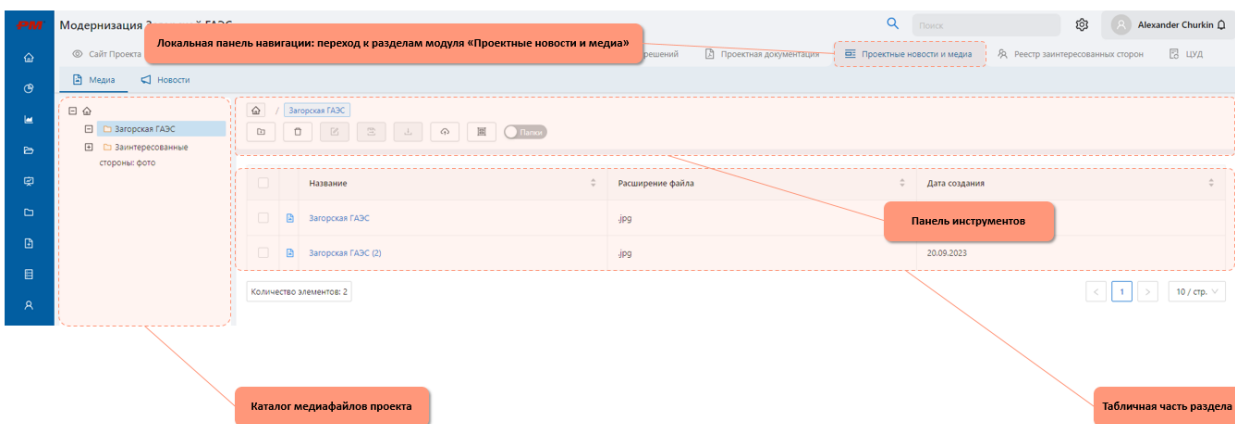 PM
Модернизация Загорской ГАЭС
Поиск
Alexander Churkin
Локальная панель навигации: переход к разделам модуля «Проектные новости и медиа»
Сайт Проекта
Проектная документация
Проектные новости и медиа
Реестр заинтересованных сторон
ЦУД
Медиа
Новости
Загорская ГАЭС
Заинтересованные
стороны: фото
/ Загорская ГАЭС
Папки
Название
Расширение файла
Дата создания
Загорская ГАЭС
.jpg
Панель инструментов
Загорская ГАЭС (2)
.jpg
20.09.2023
Количество элементов: 2
< 1 >
10 / стр.
Каталог медиафайлов проекта
Табличная часть раздела